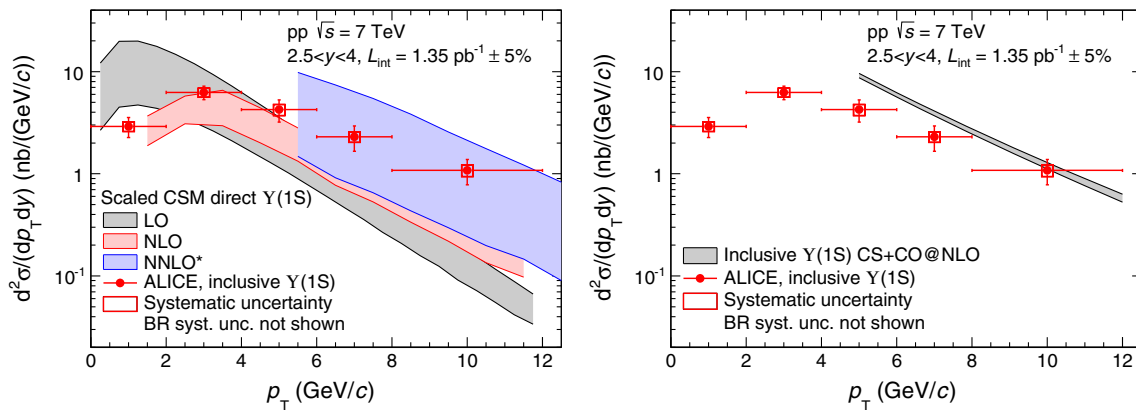 d²σ/(dp_T dy) (nb/(GeV/c))
10
1
10⁻¹
pp √s = 7 TeV
2.5<y<4, L_int = 1.35 pb⁻¹ ± 5%
Scaled CSM direct ϒ(1S)
LO
NLO
NNLO*
ALICE, inclusive ϒ(1S)
Systematic uncertainty
BR syst. unc. not shown
0 2 4 6 8 10 12
p_T (GeV/c)
d²σ/(dp_T dy) (nb/(GeV/c))
10
1
10⁻¹
pp √s = 7 TeV
2.5<y<4, L_int = 1.35 pb⁻¹ ± 5%
Inclusive ϒ(1S) CS+CO@NLO
ALICE, inclusive ϒ(1S)
Systematic uncertainty
BR syst. unc. not shown
0 2 4 6 8 10 12
p_T (GeV/c)